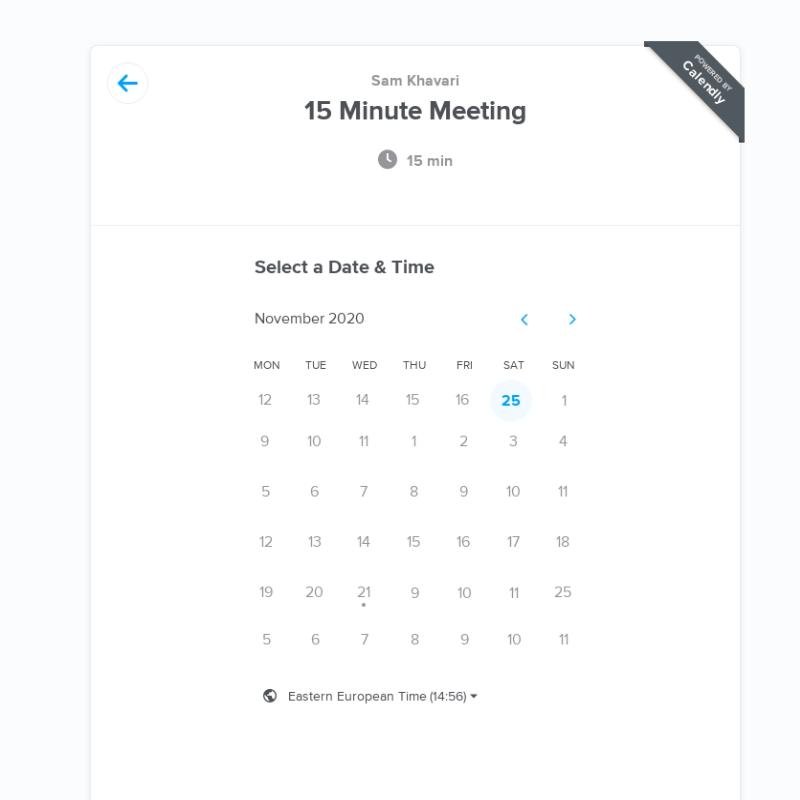 Sam Khavari
15 Minute Meeting
POWERED BY
Calendly
15 min
Select a Date & Time
November 2020
MON TUE WED THU FRI SAT SUN
12 13 14 15 16 25 1
9 10 11 1 2 3 4
5 6 7 8 9 10 11
12 13 14 15 16 17 18
19 20 21 9 10 11 25
5 6 7 8 9 10 11
Eastern European Time (14:56)